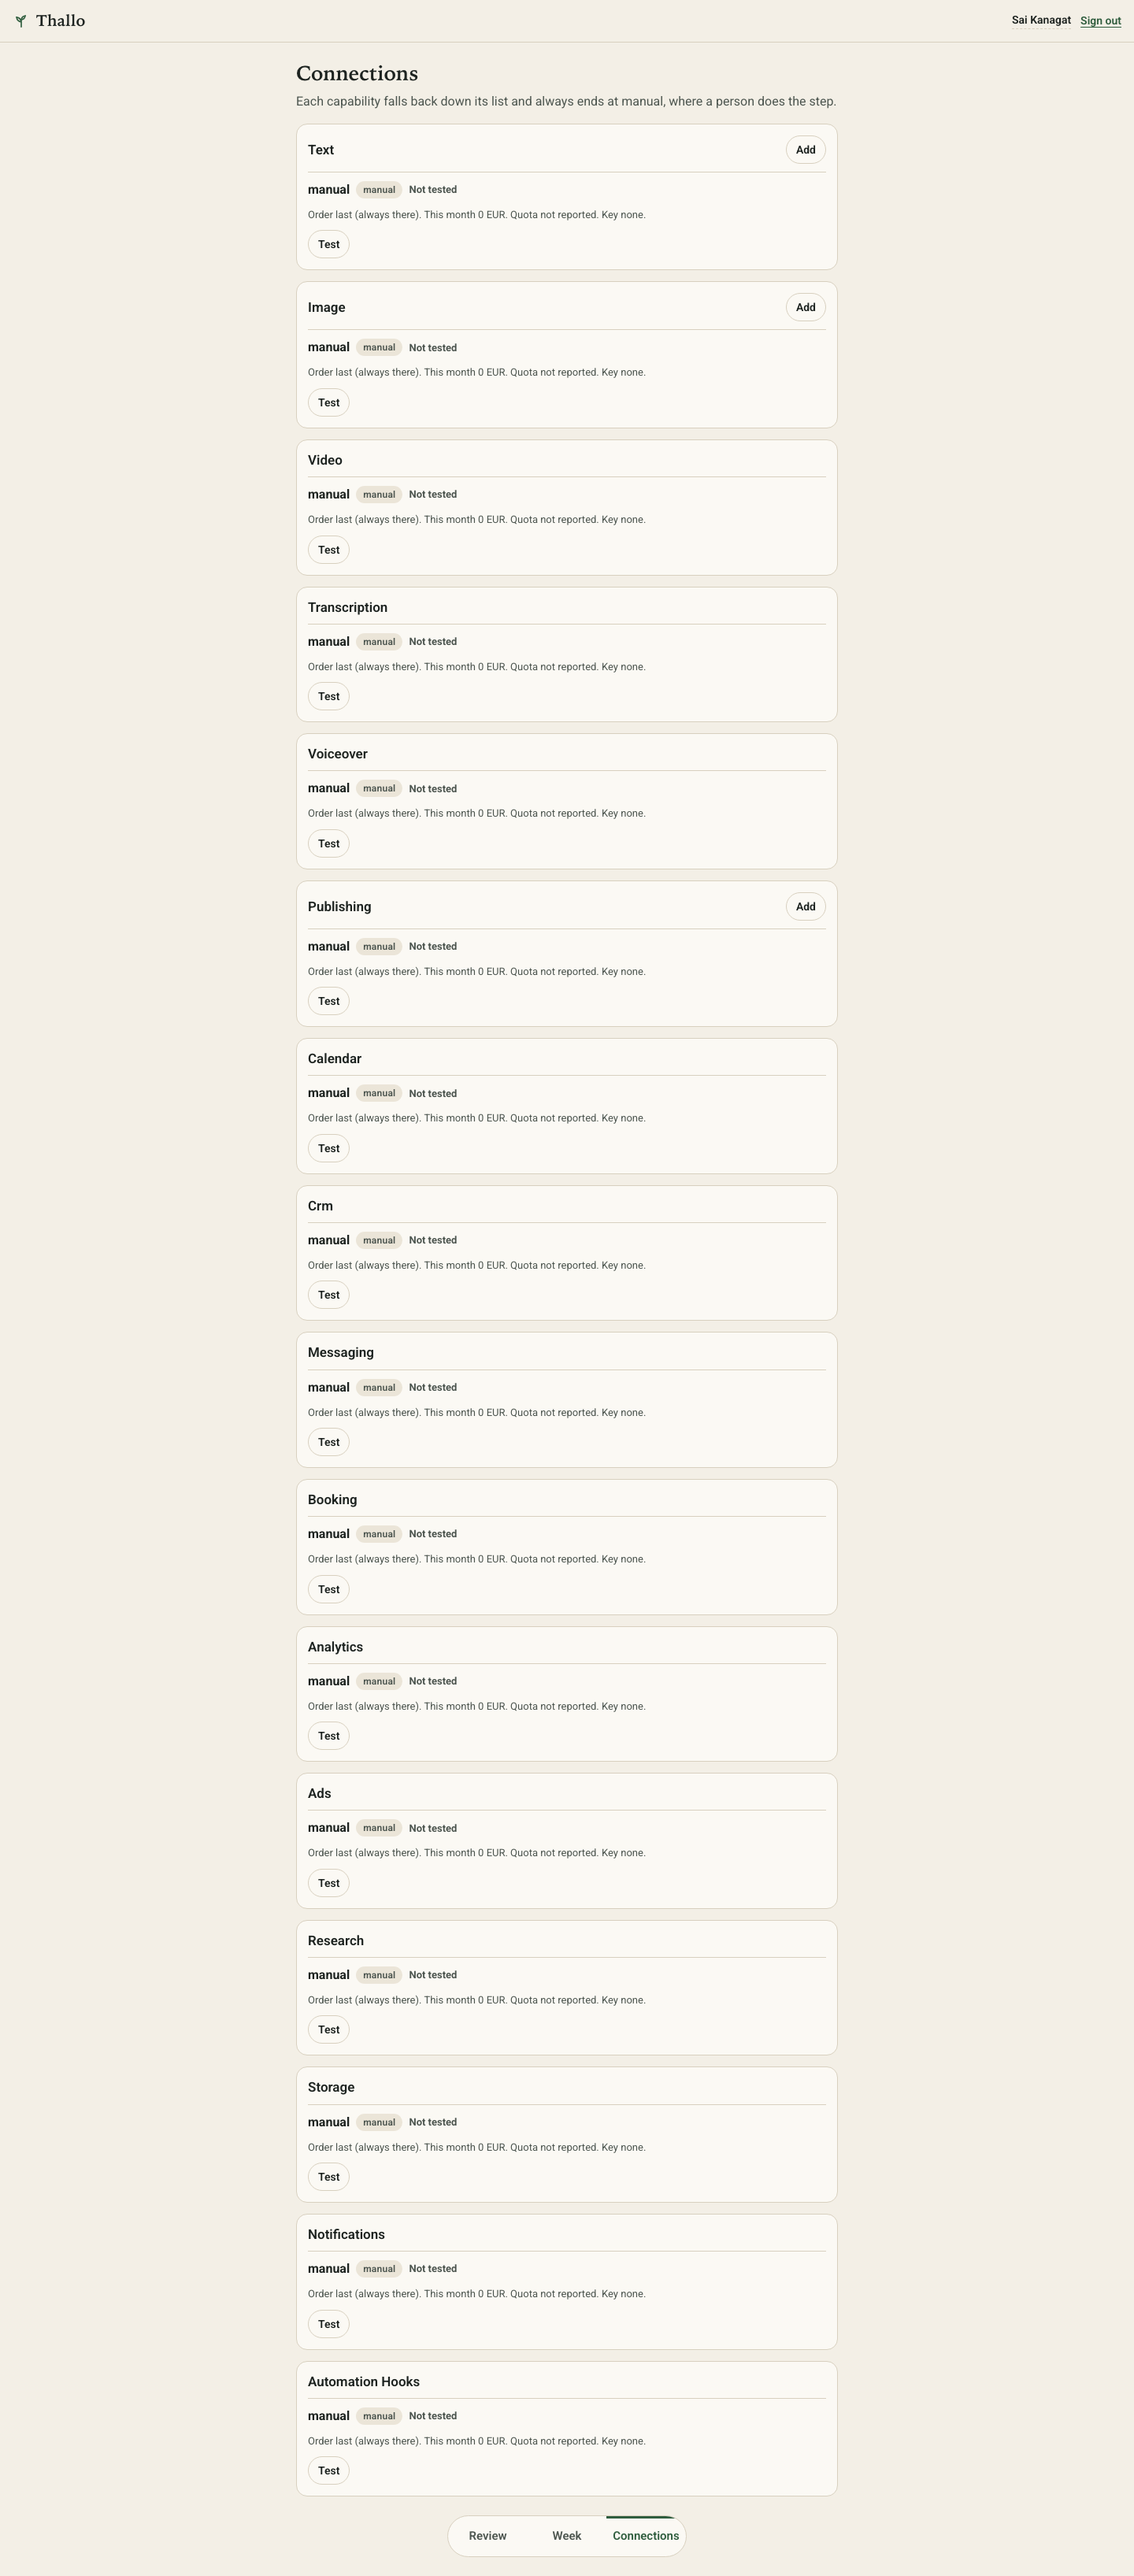 Thallo
Sai Kanagat Sign out
Connections
Each capability falls back down its list and always ends at manual, where a person does the step.
Text Add
manual manual Not tested
Order last (always there). This month 0 EUR. Quota not reported. Key none.
Test
Image Add
manual manual Not tested
Order last (always there). This month 0 EUR. Quota not reported. Key none.
Test
Video
manual manual Not tested
Order last (always there). This month 0 EUR. Quota not reported. Key none.
Test
Transcription
manual manual Not tested
Order last (always there). This month 0 EUR. Quota not reported. Key none.
Test
Voiceover
manual manual Not tested
Order last (always there). This month 0 EUR. Quota not reported. Key none.
Test
Publishing Add
manual manual Not tested
Order last (always there). This month 0 EUR. Quota not reported. Key none.
Test
Calendar
manual manual Not tested
Order last (always there). This month 0 EUR. Quota not reported. Key none.
Test
Crm
manual manual Not tested
Order last (always there). This month 0 EUR. Quota not reported. Key none.
Test
Messaging
manual manual Not tested
Order last (always there). This month 0 EUR. Quota not reported. Key none.
Test
Booking
manual manual Not tested
Order last (always there). This month 0 EUR. Quota not reported. Key none.
Test
Analytics
manual manual Not tested
Order last (always there). This month 0 EUR. Quota not reported. Key none.
Test
Ads
manual manual Not tested
Order last (always there). This month 0 EUR. Quota not reported. Key none.
Test
Research
manual manual Not tested
Order last (always there). This month 0 EUR. Quota not reported. Key none.
Test
Storage
manual manual Not tested
Order last (always there). This month 0 EUR. Quota not reported. Key none.
Test
Notifications
manual manual Not tested
Order last (always there). This month 0 EUR. Quota not reported. Key none.
Test
Automation Hooks
manual manual Not tested
Order last (always there). This month 0 EUR. Quota not reported. Key none.
Test
Review Week Connections